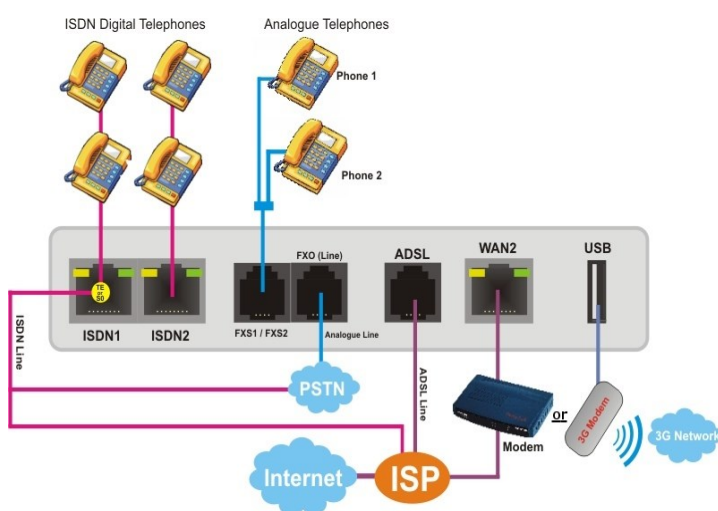 ISDN Digital Telephones
Analogue Telephones
Phone 1
Phone 2
FXO (Line)
ADSL
WAN2
USB
TE
or
S0
ISDN1
ISDN2
FXS1 / FXS2
Analogue Line
ISDN Line
PSTN
ADSL Line
Modem
or
3G Modem
3G Network
Internet
ISP